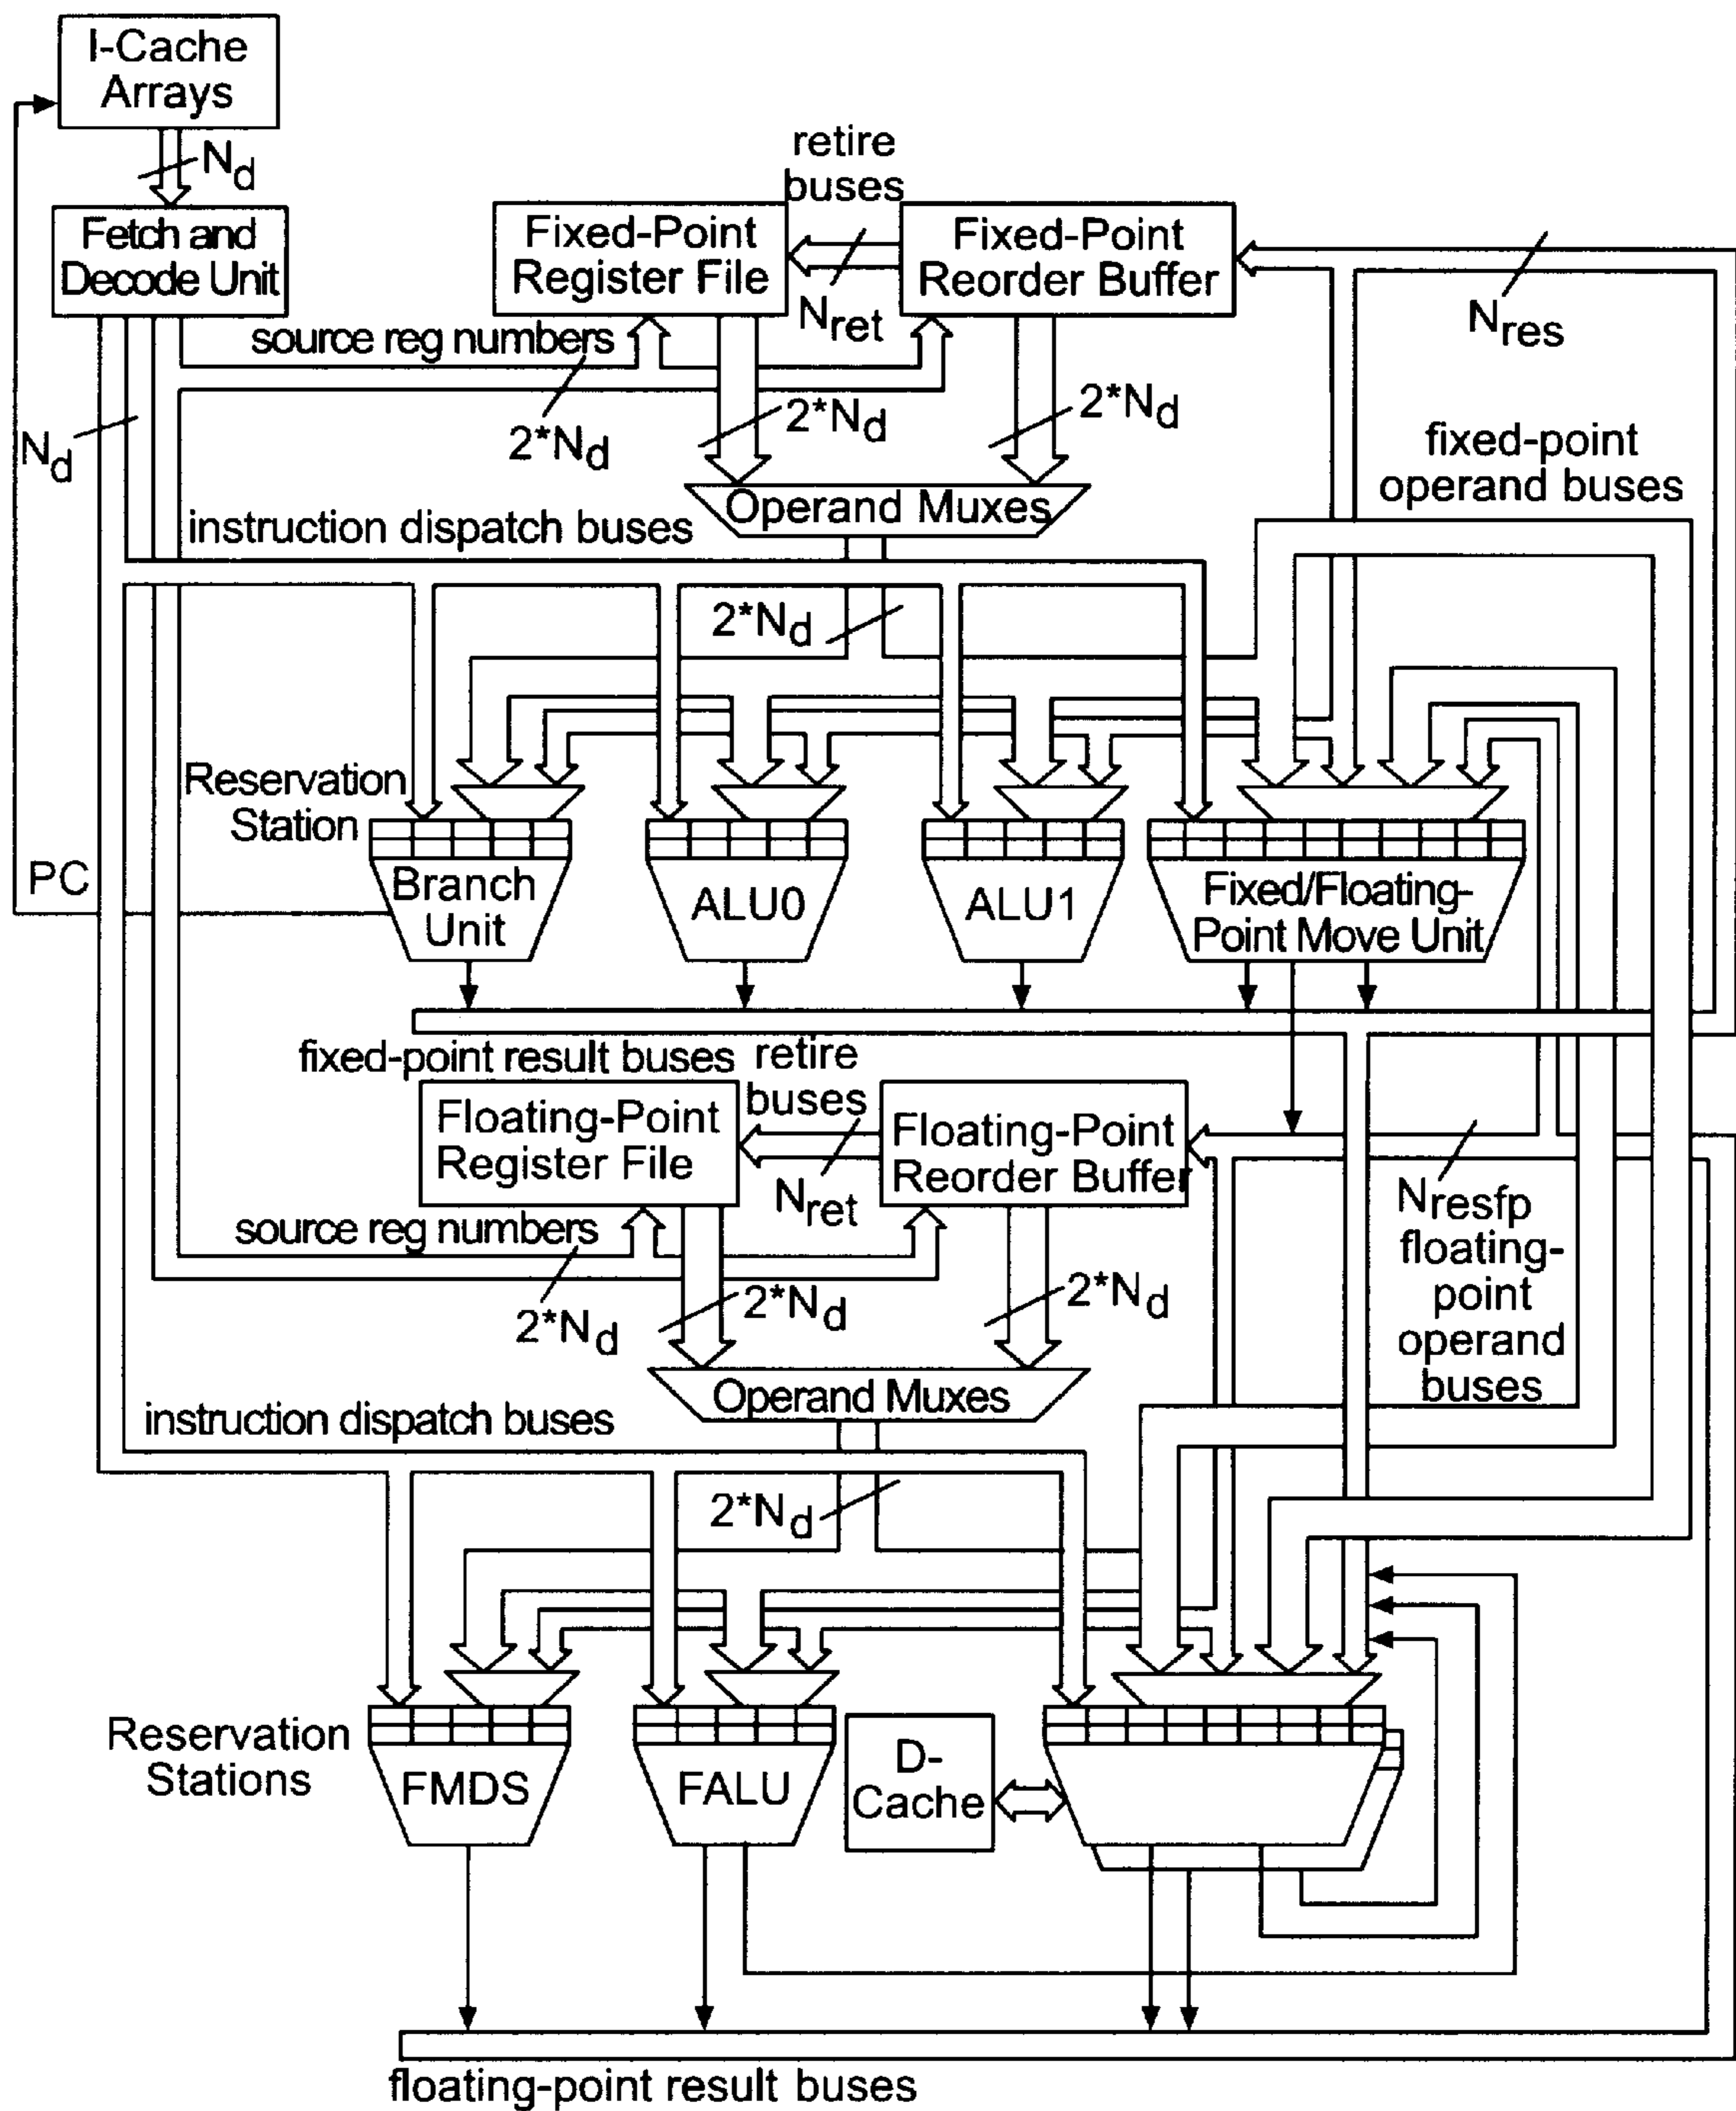 I-Cache
Arrays
Nd
retire
buses
Fetch and
Decode Unit
Fixed-Point
Register File
Fixed-Point
Reorder Buffer
Nret
Nres
source reg numbers
2*Nd
2*Nd
2*Nd
Nd
fixed-point
operand buses
Operand Muxes
instruction dispatch buses
2*Nd
Reservation
Station
PC
Branch
Unit
ALU0
ALU1
Fixed/Floating-
Point Move Unit
fixed-point result buses
retire
buses
Floating-Point
Register File
Floating-Point
Reorder Buffer
Nret
Nresfp
floating-
point
operand
buses
source reg numbers
2*Nd
2*Nd
2*Nd
Operand Muxes
instruction dispatch buses
2*Nd
Reservation
Stations
FMDS
FALU
D-
Cache
floating-point result buses